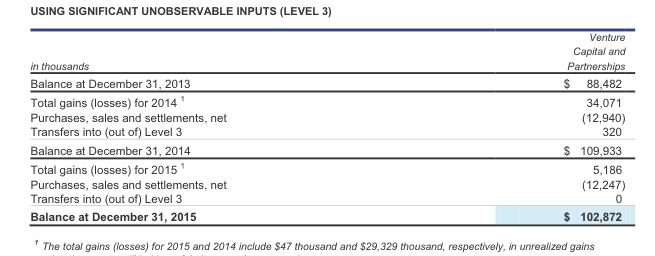 USING SIGNIFICANT UNOBSERVABLE INPUTS (LEVEL 3)
Venture
Capital and
in thousands Partnerships
Balance at December 31, 2013 $ 88,482
Total gains (losses) for 2014 1 34,071
Purchases, sales and settlements, net (12,940)
Transfers into (out of) Level 3 320
Balance at December 31, 2014 $ 109,933
Total gains (losses) for 2015 1 5,186
Purchases, sales and settlements, net (12,247)
Transfers into (out of) Level 3 0
Balance at December 31, 2015 $ 102,872
1 The total gains (losses) for 2015 and 2014 include $47 thousand and $29,329 thousand, respectively, in unrealized gains